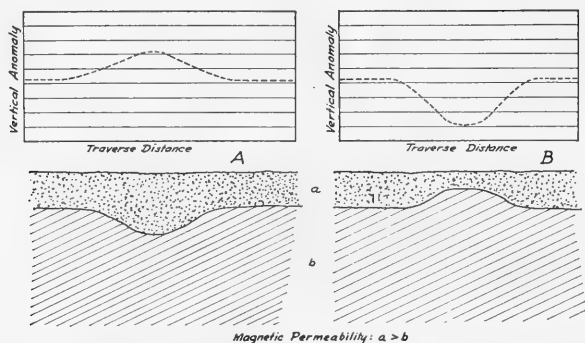 Vertical Anomaly
Traverse Distance
A
Vertical Anomaly
Traverse Distance
B
a
b
Magnetic Permeability: a > b